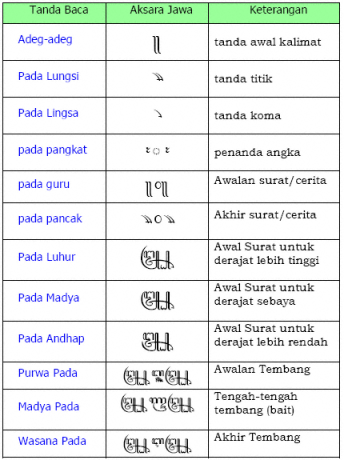 Tanda Baca Aksara Jawa Keterangan
Adeg-adeg ꧋ tanda awal kalimat
Pada Lungsi ꧉ tanda titik
Pada Lingsa ꧈ tanda koma
pada pangkat ꧇ ◌ ꧇ penanda angka
pada guru ꧋꧆꧋ Awalan surat/cerita
pada pancak ꧉꧆꧉ Akhir surat/cerita
Pada Luhur ꧅ Awal Surat untuk
derajat lebih tinggi
Pada Madya ꧄ Awal Surat untuk
derajat sebaya
Pada Andhap ꧃ Awal Surat untuk
derajat lebih rendah
Purwa Pada Awalan Tembang
Madya Pada Tengah-tengah
tembang (bait)
Wasana Pada Akhir Tembang